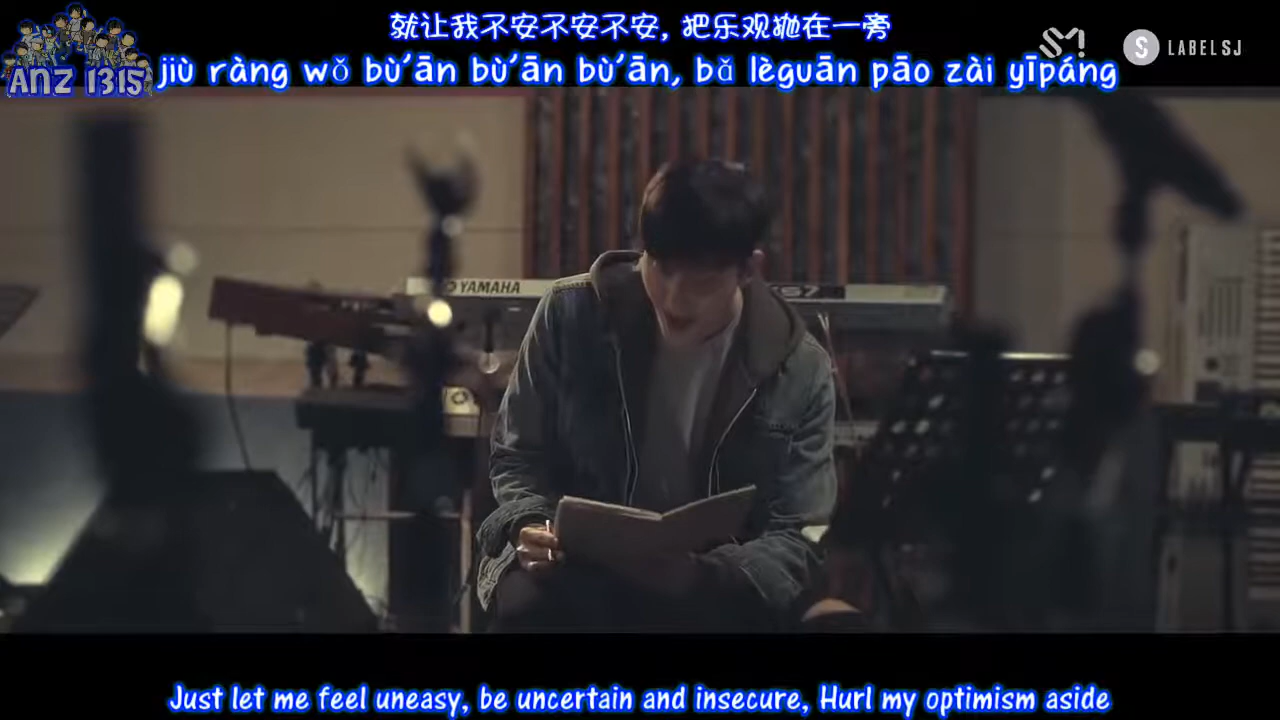 就让我不安不安不安, 把乐观抛在一旁
jiù ràng wǒ bù'ān bù'ān bù'ān, bǎ lèguān pāo zài yīpáng
ANZ 1315
SM!
S LABEL SJ
YAMAHA
Just let me feel uneasy, be uncertain and insecure, Hurl my optimism aside